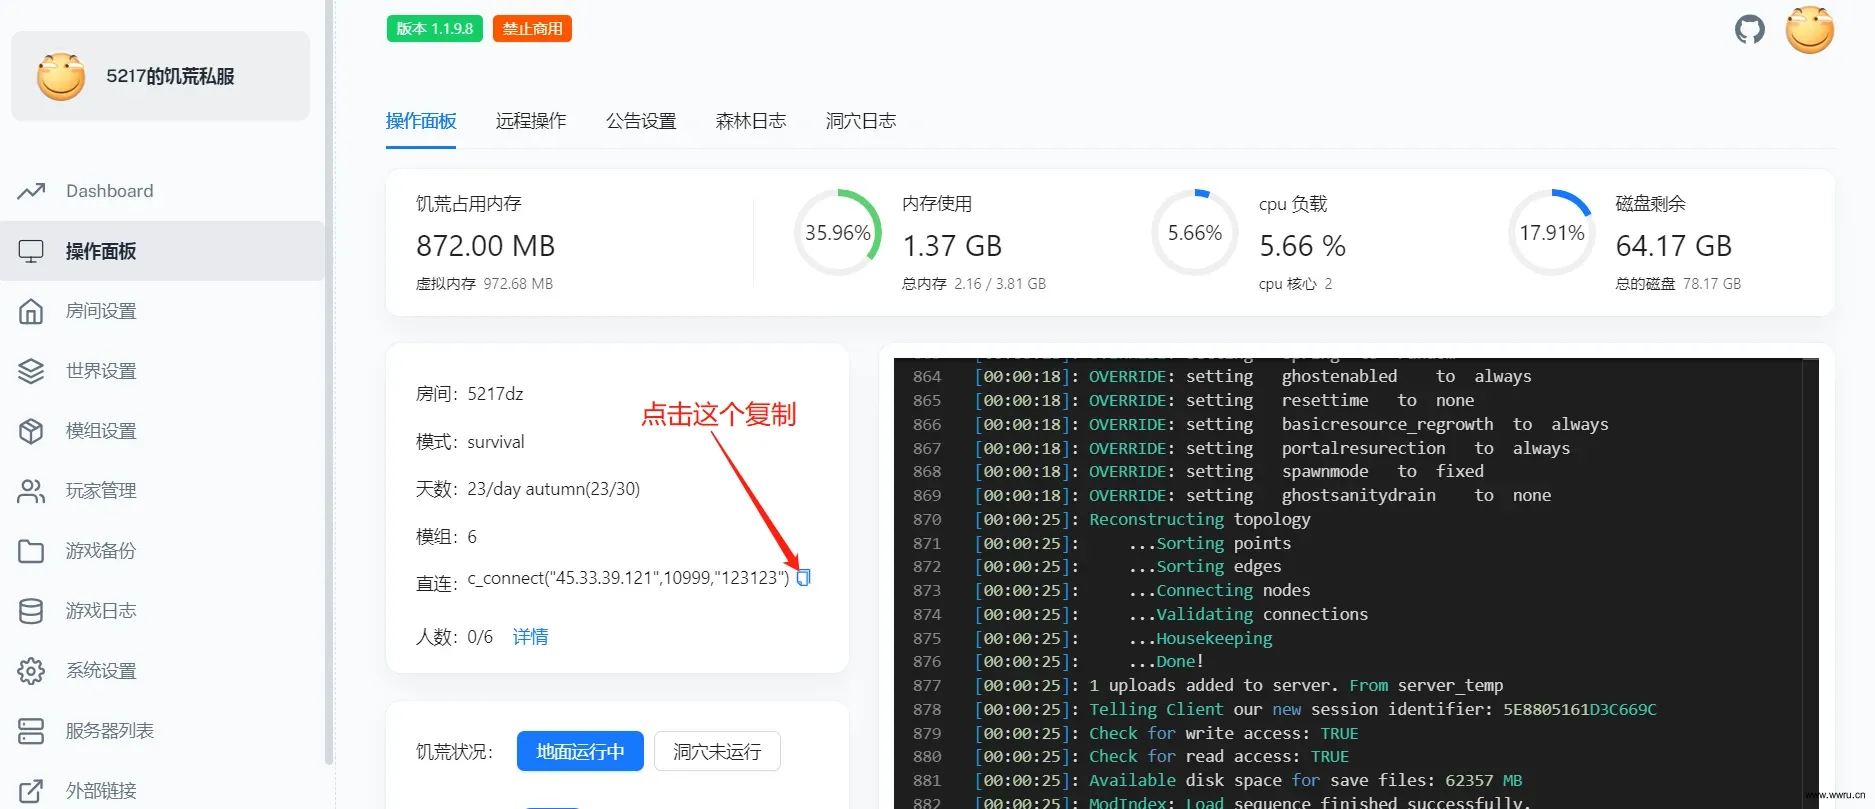 版本 1.1.9.8 禁止商用
5217的饥荒私服
操作面板 远程操作 公告设置 森林日志 洞穴日志
Dashboard
操作面板
房间设置
世界设置
模组设置
玩家管理
游戏备份
游戏日志
系统设置
服务器列表
外部链接
饥荒占用内存
872.00 MB
虚拟内存 972.68 MB
35.96%
内存使用
1.37 GB
总内存 2.16 / 3.81 GB
5.66%
cpu 负载
5.66 %
cpu 核心 2
17.91%
磁盘剩余
64.17 GB
总的磁盘 78.17 GB
房间： 5217dz
模式： survival
天数： 23/day autumn(23/30)
模组： 6
直连： c_connect("45.33.39.121",10999,"123123")
人数： 0/6 详情
点击这个复制
饥荒状况： 地面运行中 洞穴未运行
864 [00:00:18]: OVERRIDE: setting ghostenabled to always
865 [00:00:18]: OVERRIDE: setting resettime to none
866 [00:00:18]: OVERRIDE: setting basicresource_regrowth to always
867 [00:00:18]: OVERRIDE: setting portalresurection to always
868 [00:00:18]: OVERRIDE: setting spawnmode to fixed
869 [00:00:18]: OVERRIDE: setting ghostsanitydrain to none
870 [00:00:25]: Reconstructing topology
871 [00:00:25]: ...Sorting points
872 [00:00:25]: ...Sorting edges
873 [00:00:25]: ...Connecting nodes
874 [00:00:25]: ...Validating connections
875 [00:00:25]: ...Housekeeping
876 [00:00:25]: ...Done!
877 [00:00:25]: 1 uploads added to server. From server_temp
878 [00:00:25]: Telling Client our new session identifier: 5E8805161D3C669C
879 [00:00:25]: Check for write access: TRUE
880 [00:00:25]: Check for read access: TRUE
881 [00:00:25]: Available disk space for save files: 62357 MB
882 [00:00:25]: ModIndex: Load sequence finished successfully.
www.wwru.cn